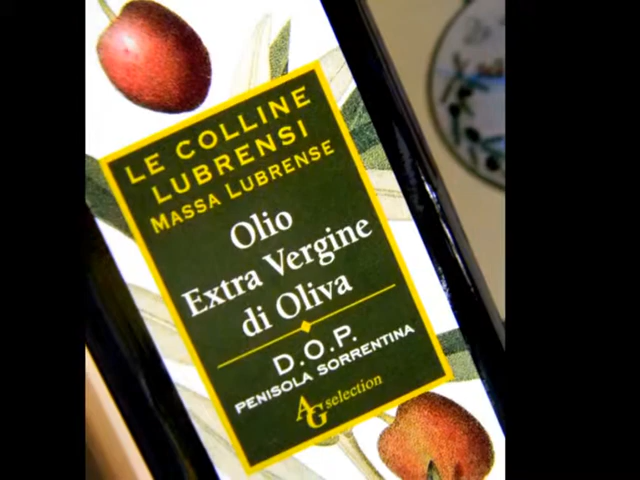 LE COLLINE
LUBRENSI
MASSA LUBRENSE
Olio
Extra Vergine
di Oliva
D.O.P.
PENISOLA SORRENTINA
AG selection